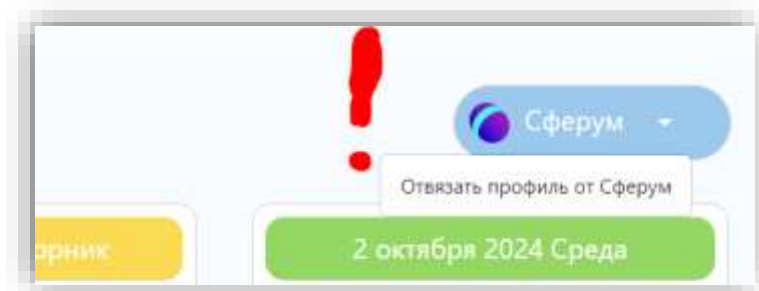 Сферум
Отвязать профиль от Сферум
орник
2 октября 2024 Среда